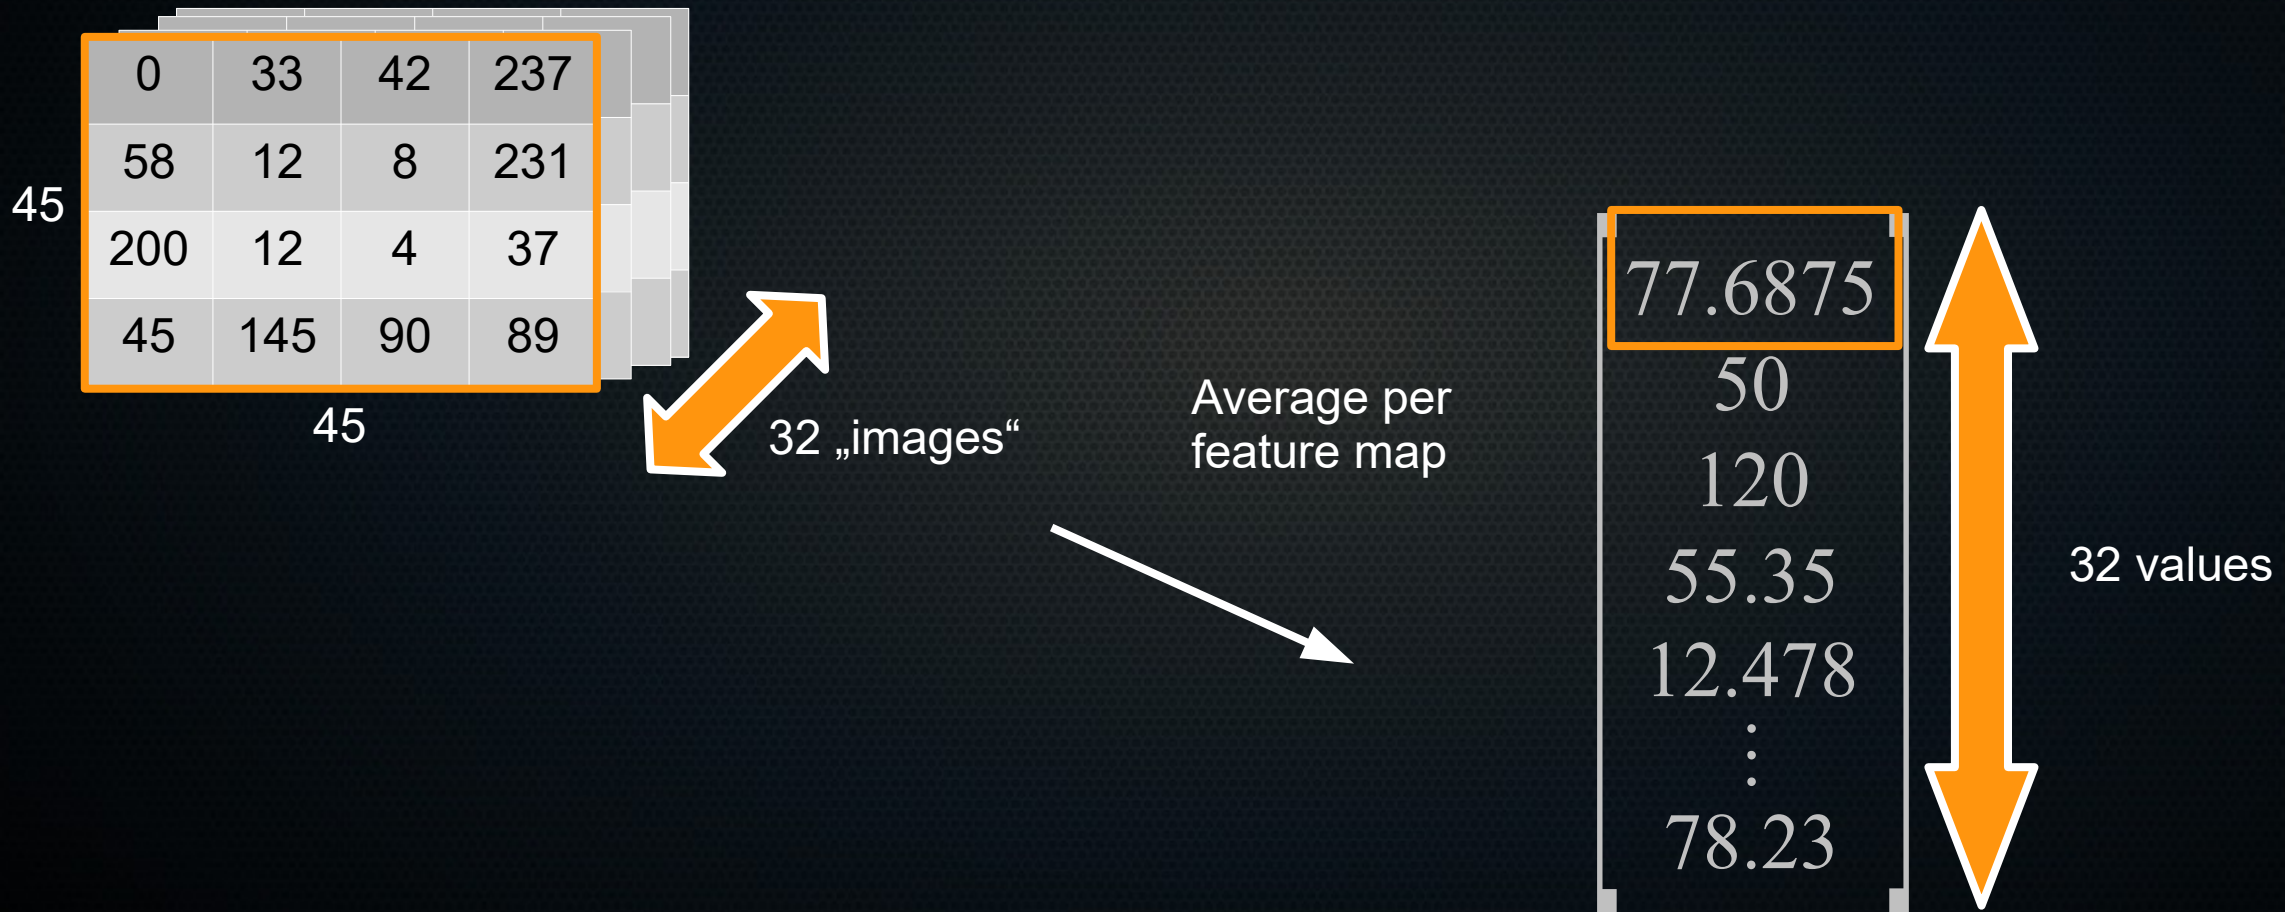 0 33 42 237
58 12 8 231
45
200 12 4 37
45 145 90 89
45
32 „images“
Average per
feature map
77.6875
50
120
55.35
12.478
⋮
78.23
32 values